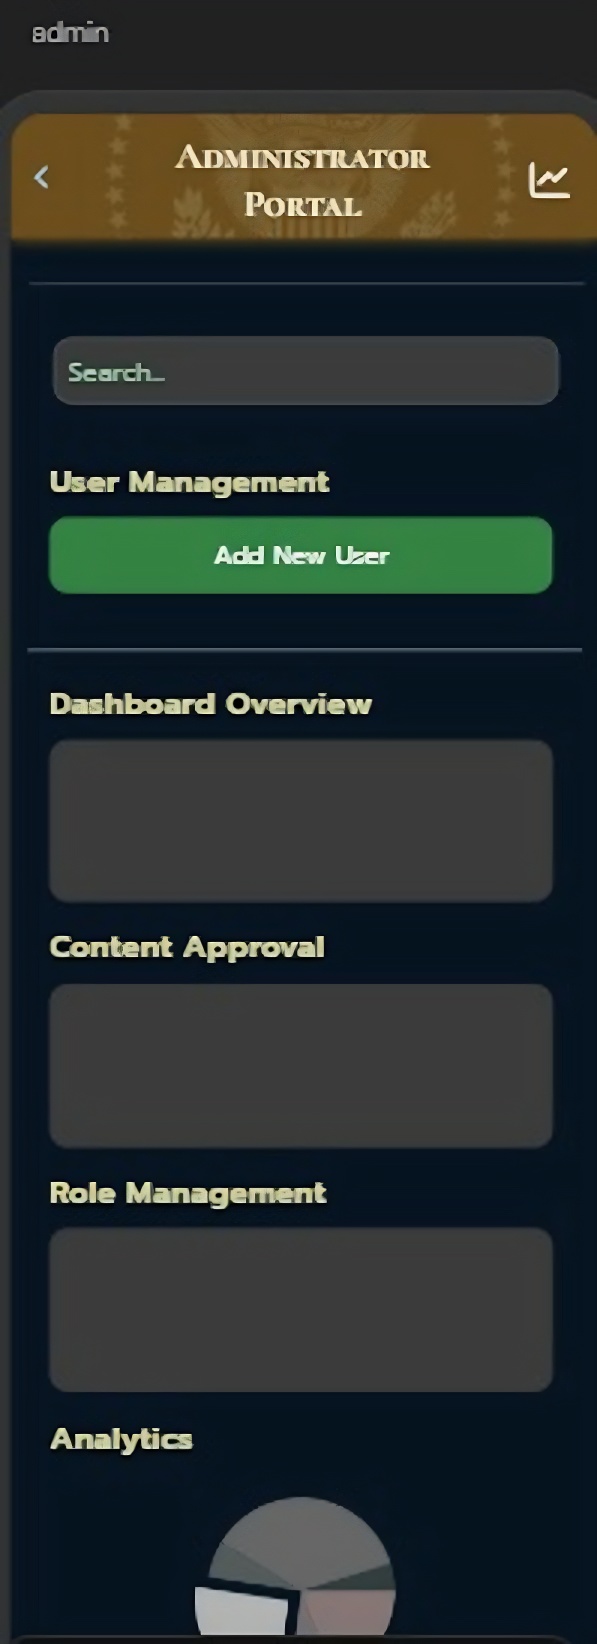 admin
ADMINISTRATOR
PORTAL
Search...
User Management
Add New User
Dashboard Overview
Content Approval
Role Management
Analytics